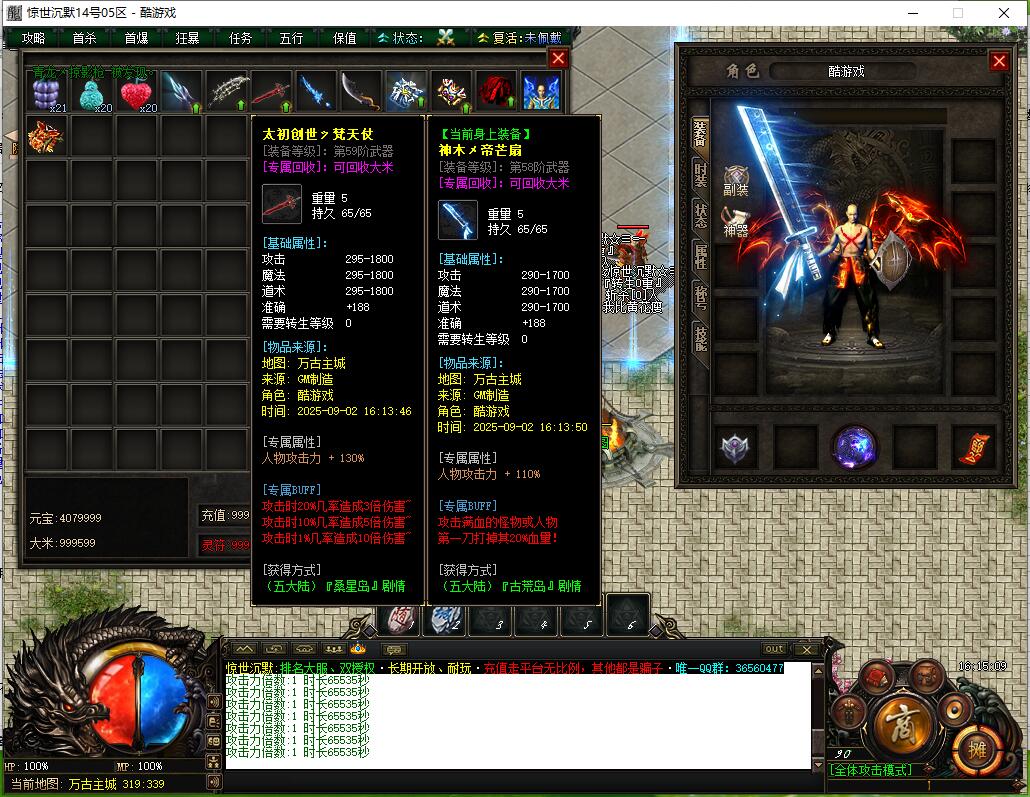 惊世沉默14号05区 - 酷游戏
攻略 首杀 首爆 狂暴 任务 五行 保值 状态: 复活:未佩戴
x21 x20 x20
太初创世
梵天仗
[装备等级]: 第59阶武器
[专属回收]: 可回收大米
重量 5
持久 65/65
[基础属性]:
攻击 295-1800
魔法 295-1800
道术 295-1800
准确 +188
需要转生等级 0
[物品来源]:
地图: 万古主城
来源: GM制造
角色: 酷游戏
时间: 2025-09-02 16:13:46
[专属属性]
人物攻击力 + 130%
[专属BUFF]
攻击时20%几率造成3倍伤害~
攻击时10%几率造成5倍伤害~
攻击时1%几率造成10倍伤害~
[获得方式]
(五大陆)『桑星岛』剧情
【当前身上装备】
神木メ帝芒扇
[装备等级]: 第58阶武器
[专属回收]: 可回收大米
重量 5
持久 65/65
[基础属性]:
攻击 290-1700
魔法 290-1700
道术 290-1700
准确 +188
需要转生等级 0
[物品来源]:
地图: 万古主城
来源: GM制造
角色: 酷游戏
时间: 2025-09-02 16:13:50
[专属属性]
人物攻击力 + 110%
[专属BUFF]
攻击满血的怪物或人物
第一刀打掉其20%血量!
[获得方式]
(五大陆)『古荒岛』剧情
角色 酷游戏
装备
时装
状态
属性
称号
技能
副装
神器
元宝:4079999
充值:999
大米:999599
灵符:999
1 2 3 4 5 6
out
惊世沉默:排名大服、双授权·长期开放、耐玩·充值走平台无比例，其他都是骗子·唯一QQ群: 36560477
攻击力倍数:1 时长65535秒
攻击力倍数:1 时长65535秒
攻击力倍数:1 时长65535秒
攻击力倍数:1 时长65535秒
攻击力倍数:1 时长65535秒
攻击力倍数:1 时长65535秒
攻击力倍数:1 时长65535秒
HP: 100% MP: 100%
当前地图: 万古主城 319:339
16:15:09
商
摊
90
[全体攻击模式]